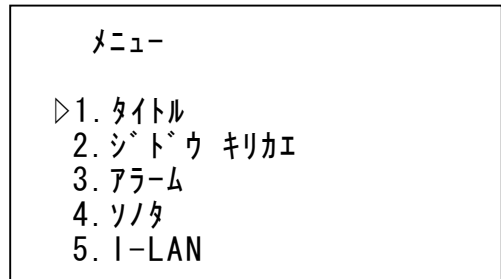 ﾒﾆｭｰ
▷1. ﾀｲﾄﾙ
2. ｼﾞﾄﾞｳ ｷﾘｶｴ
3. ｱﾗｰﾑ
4. ｿﾉﾀ
5. I-LAN